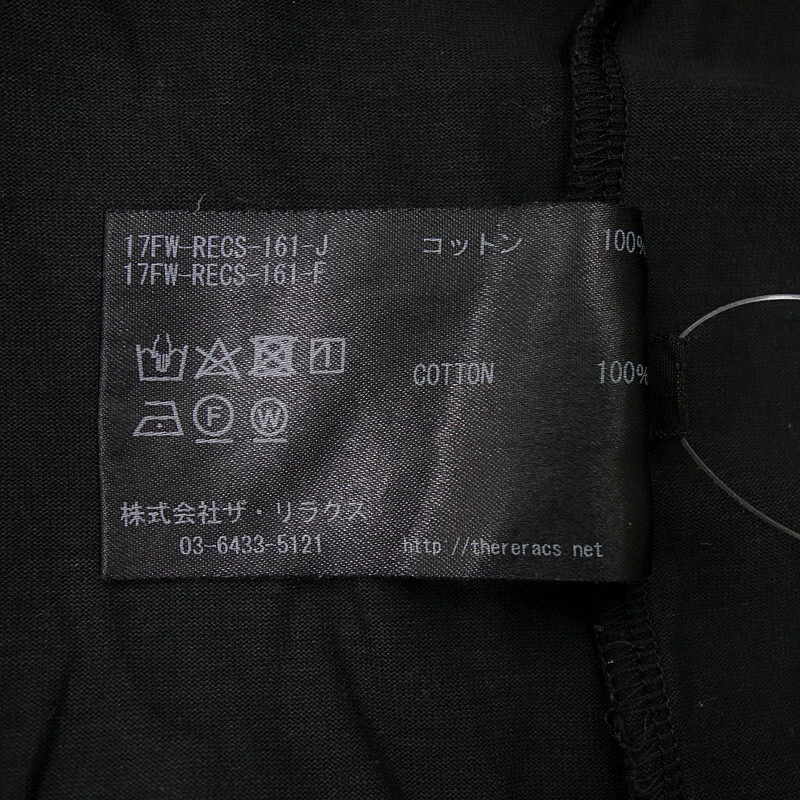 17FW-RECS-161-J コットン 100%
17FW-RECS-161-F
COTTON 100%
F W
株式会社ザ・リラクス
03-6433-5121 http://thereracs.net